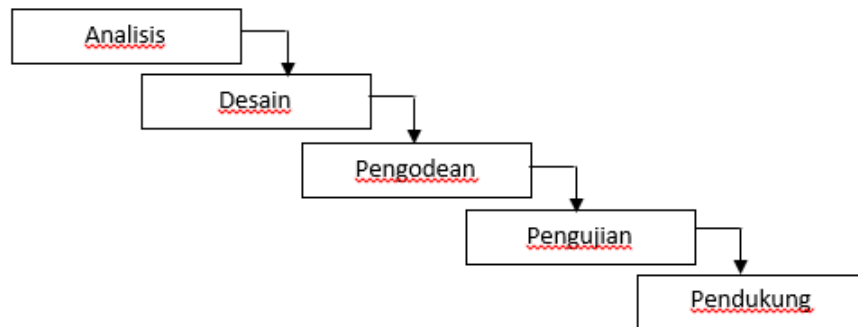 Analisis
Desain
Pengodean
Pengujian
Pendukung